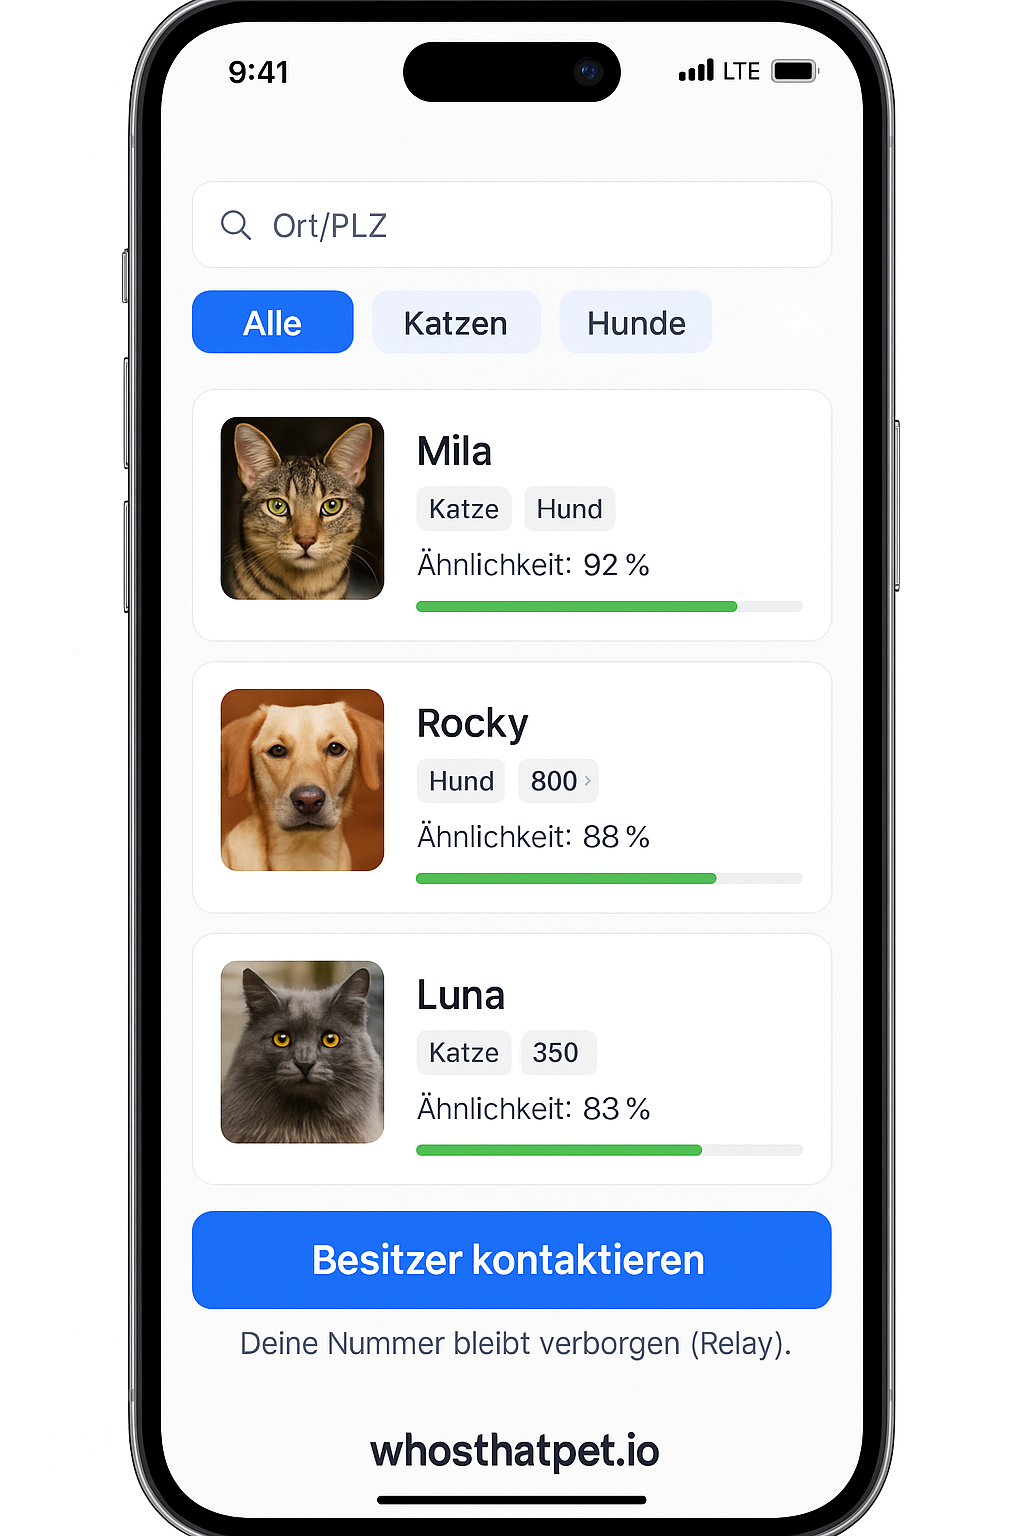 9:41 LTE
Ort/PLZ
Alle Katzen Hunde
Mila
Katze Hund
Ähnlichkeit: 92 %
Rocky
Hund 800 ›
Ähnlichkeit: 88 %
Luna
Katze 350
Ähnlichkeit: 83 %
Besitzer kontaktieren
Deine Nummer bleibt verborgen (Relay).
whosthatpet.io